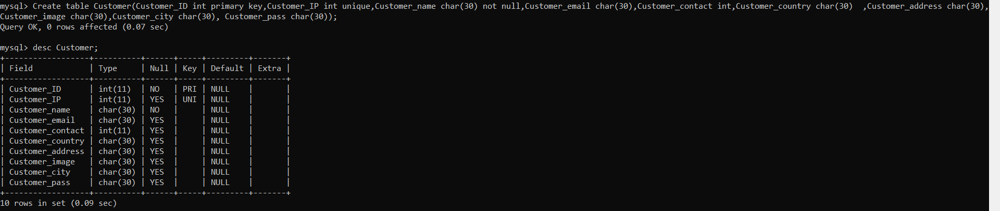 mysql> Create table Customer(Customer_ID int primary key,Customer_IP int unique,Customer_name char(30) not null,Customer_email char(30),Customer_contact int,Customer_country char(30)  ,Customer_address char(30),
Customer_image char(30),Customer_city char(30), Customer_pass char(30));
Query OK, 0 rows affected (0.07 sec)

mysql> desc Customer;
+------------------+----------+------+-----+---------+-------+
| Field            | Type     | Null | Key | Default | Extra |
+------------------+----------+------+-----+---------+-------+
| Customer_ID      | int(11)  | NO   | PRI | NULL    |       |
| Customer_IP      | int(11)  | YES  | UNI | NULL    |       |
| Customer_name    | char(30) | NO   |     | NULL    |       |
| Customer_email   | char(30) | YES  |     | NULL    |       |
| Customer_contact | int(11)  | YES  |     | NULL    |       |
| Customer_country | char(30) | YES  |     | NULL    |       |
| Customer_address | char(30) | YES  |     | NULL    |       |
| Customer_image   | char(30) | YES  |     | NULL    |       |
| Customer_city    | char(30) | YES  |     | NULL    |       |
| Customer_pass    | char(30) | YES  |     | NULL    |       |
+------------------+----------+------+-----+---------+-------+
10 rows in set (0.09 sec)